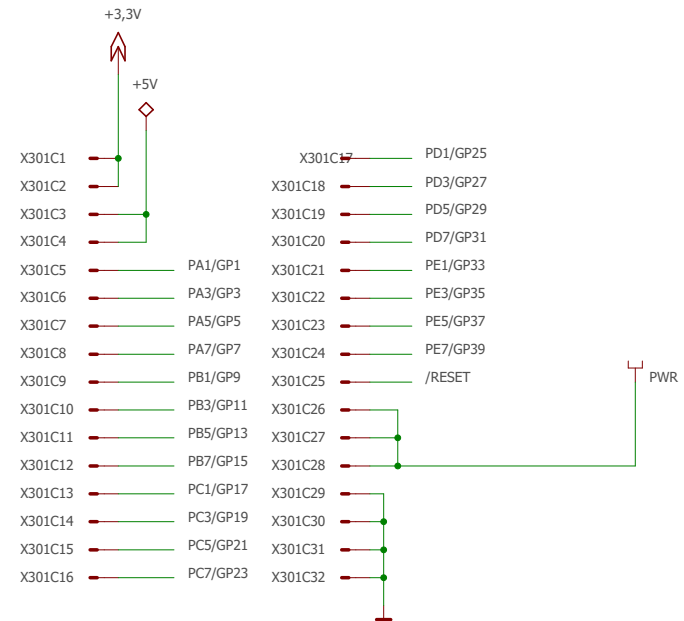 +3,3V
+5V
X301C1
X301C2
X301C3
X301C4
X301C5 PA1/GP1
X301C6 PA3/GP3
X301C7 PA5/GP5
X301C8 PA7/GP7
X301C9 PB1/GP9
X301C10 PB3/GP11
X301C11 PB5/GP13
X301C12 PB7/GP15
X301C13 PC1/GP17
X301C14 PC3/GP19
X301C15 PC5/GP21
X301C16 PC7/GP23
X301C17 PD1/GP25
X301C18 PD3/GP27
X301C19 PD5/GP29
X301C20 PD7/GP31
X301C21 PE1/GP33
X301C22 PE3/GP35
X301C23 PE5/GP37
X301C24 PE7/GP39
X301C25 /RESET
X301C26
X301C27
X301C28
X301C29
X301C30
X301C31
X301C32
PWR